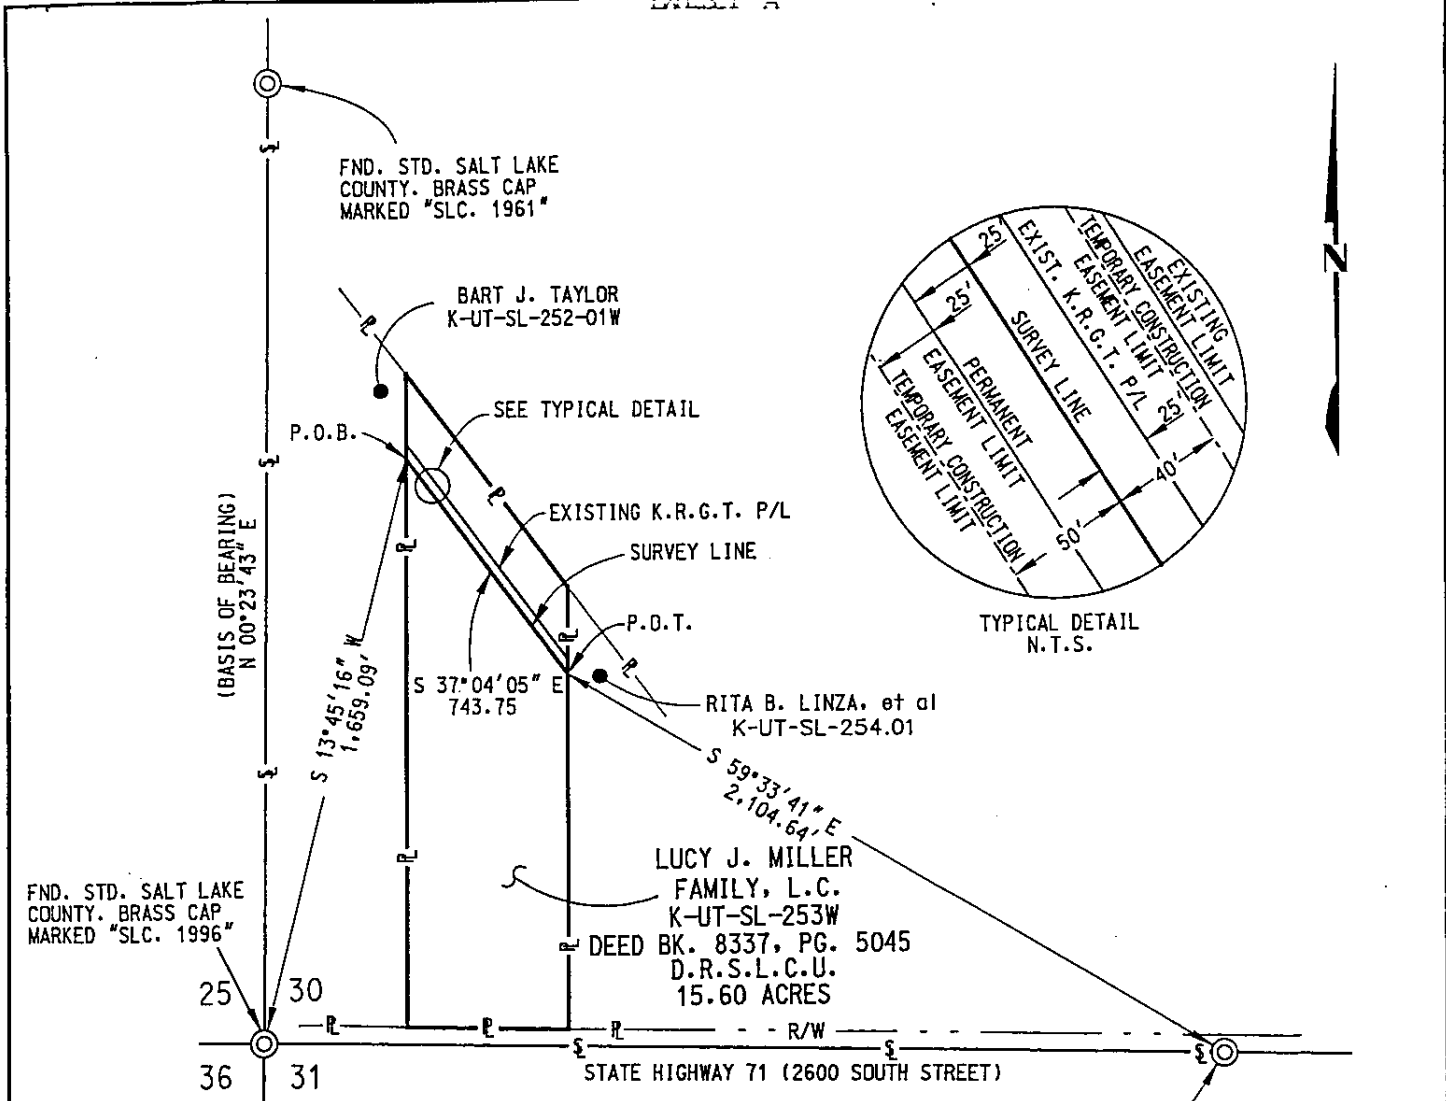 FND. STD. SALT LAKE
COUNTY. BRASS CAP
MARKED "SLC. 1961"
BART J. TAYLOR
K-UT-SL-252-01W
SEE TYPICAL DETAIL
P.O.B.
EXISTING K.R.G.T. P/L
SURVEY LINE
P.O.T.
S 37°04'05" E
743.75
RITA B. LINZA, et al
K-UT-SL-254.01
(BASIS OF BEARING)
N 00°23'43" E
S 13°45'16" W
1,659.09'
S 59°33'41" E
2,104.64'
LUCY J. MILLER
FAMILY, L.C.
K-UT-SL-253W
DEED BK. 8337, PG. 5045
D.R.S.L.C.U.
15.60 ACRES
FND. STD. SALT LAKE
COUNTY. BRASS CAP
MARKED "SLC. 1996"
25 30
36 31
R/W
STATE HIGHWAY 71 (2600 SOUTH STREET)
N
25'
25'
EXISTING
EASEMENT LIMIT
TEMPORARY CONSTRUCTION
EASEMENT LIMIT
EXIST. K.R.G.T. P/L
SURVEY LINE
PERMANENT
EASEMENT LIMIT
TEMPORARY CONSTRUCTION
EASEMENT LIMIT
25'
40'
50'
TYPICAL DETAIL
N.T.S.